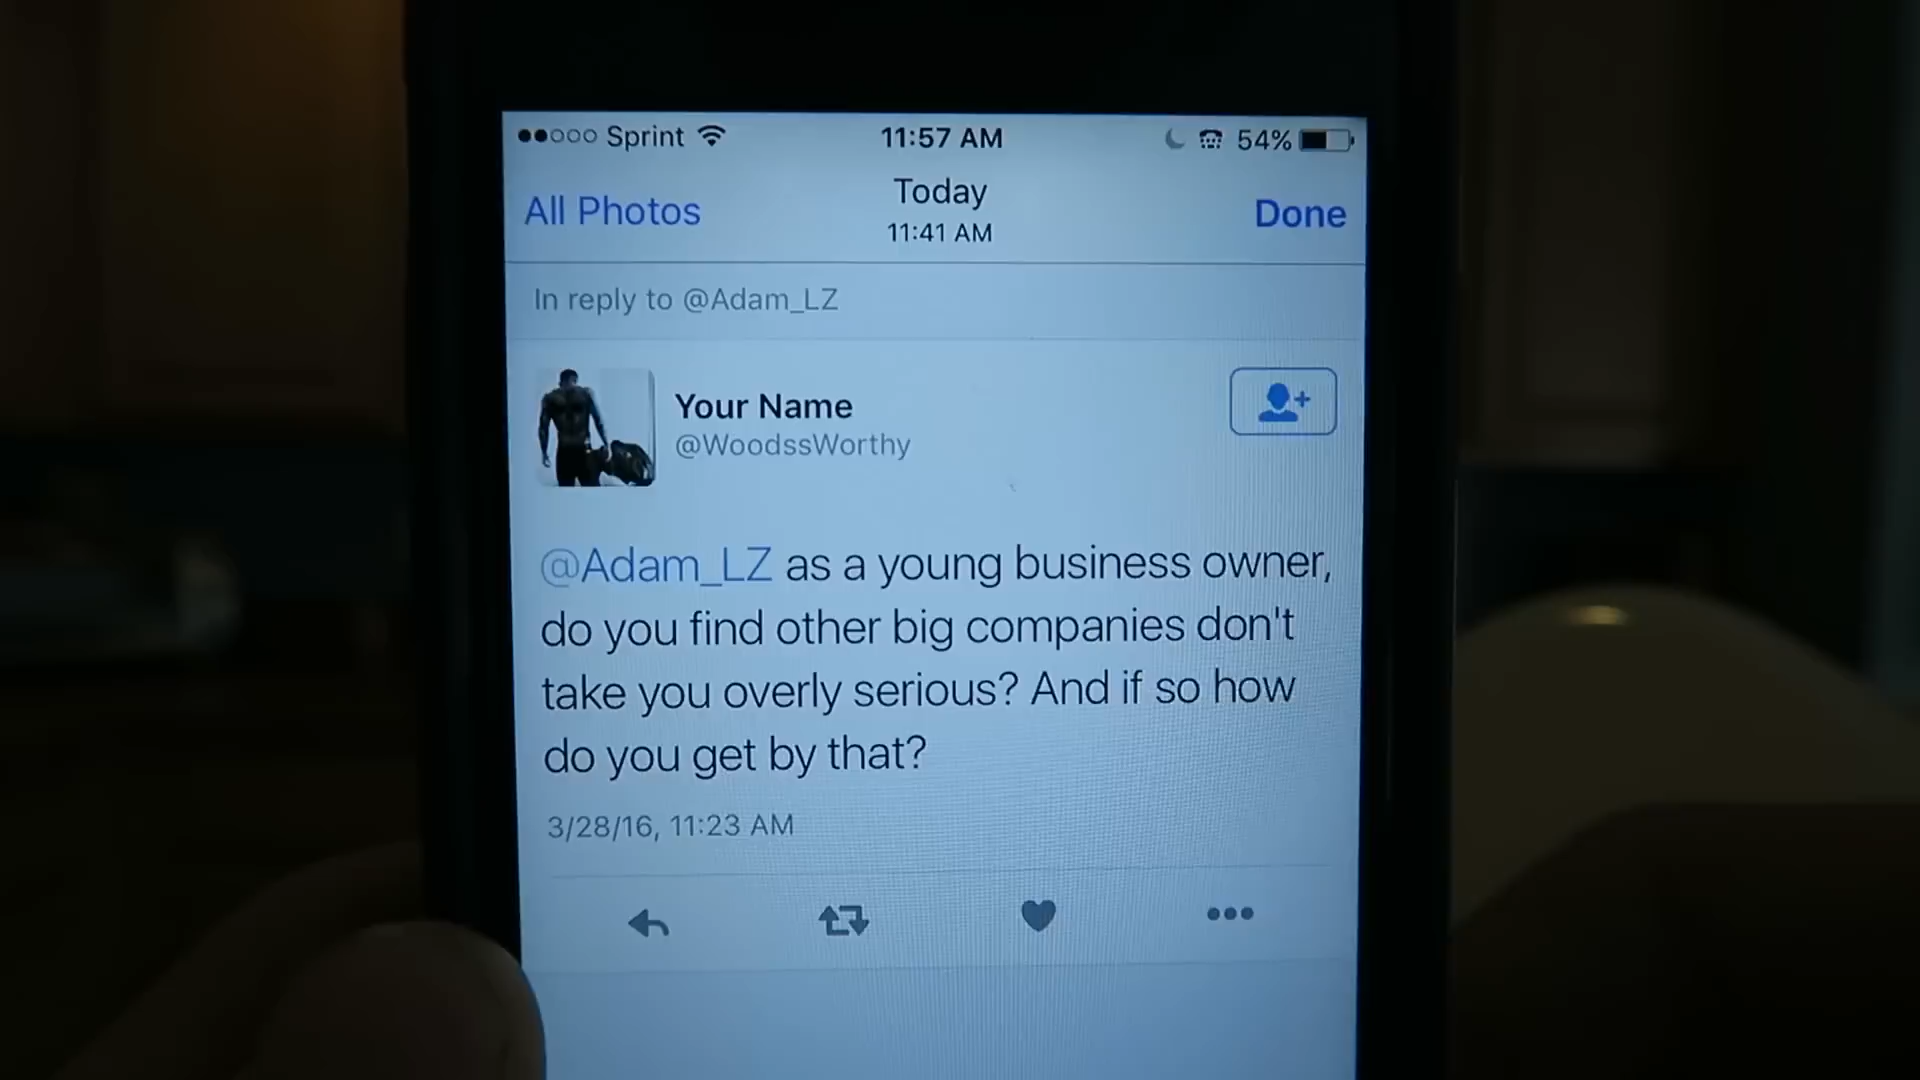 Sprint
11:57 AM
54%
All Photos
Today
Done
11:41 AM
In reply to @Adam_LZ
Your Name
@WoodssWorthy
@Adam_LZ as a young business owner,
do you find other big companies don't
take you overly serious? And if so how
do you get by that?
3/28/16, 11:23 AM